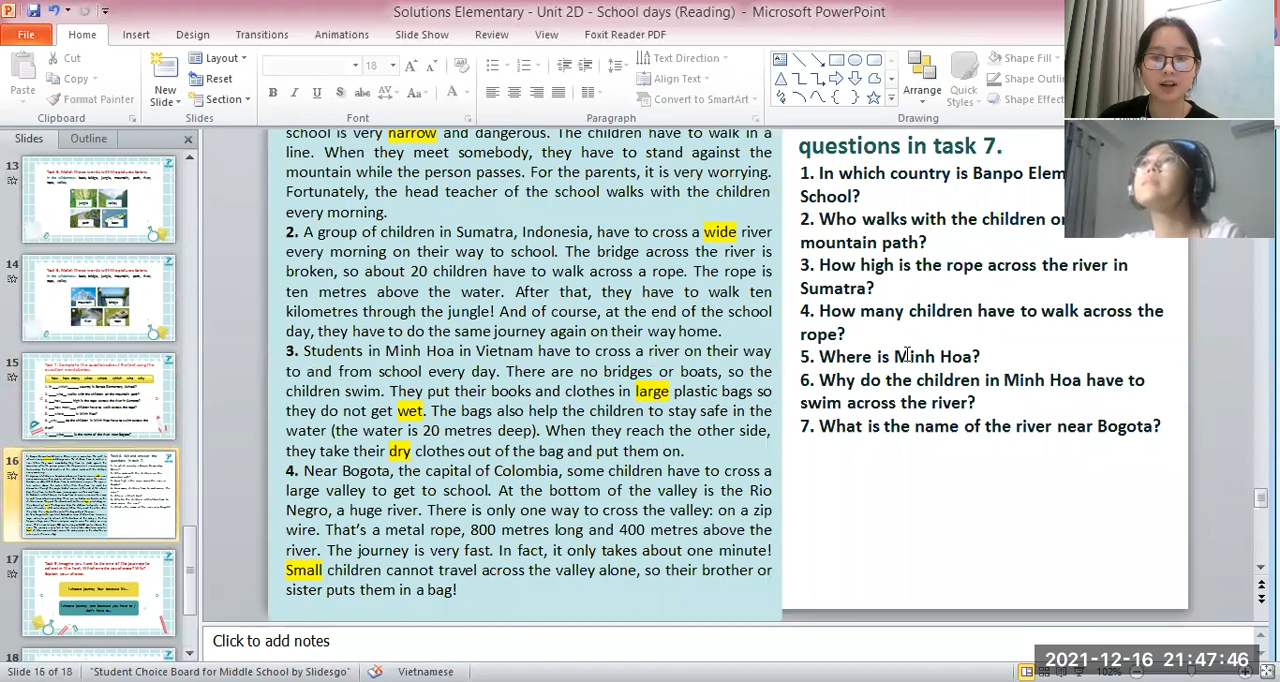 Solutions Elementary - Unit 2D - School days (Reading) - Microsoft PowerPoint
File Home Insert Design Transitions Animations Slide Show Review View Foxit Reader PDF
Paste
Cut
Copy
Format Painter
Clipboard
New Slide
Layout
Reset
Section
Slides
18
B I U S abc AV Aa A
Font
Paragraph
Text Direction
Align Text
Convert to SmartArt
Arrange
Quick Styles
Shape Fill
Shape Outli
Shape Effect
Drawing
Slides Outline
13
14
15
16
17
18
school is very narrow and dangerous. The children have to walk in a
line. When they meet somebody, they have to stand against the
mountain while the person passes. For the parents, it is very worrying.
Fortunately, the head teacher of the school walks with the children
every morning.
2. A group of children in Sumatra, Indonesia, have to cross a wide river
every morning on their way to school. The bridge across the river is
broken, so about 20 children have to walk across a rope. The rope is
ten metres above the water. After that, they have to walk ten
kilometres through the jungle! And of course, at the end of the school
day, they have to do the same journey again on their way home.
3. Students in Minh Hoa in Vietnam have to cross a river on their way
to and from school every day. There are no bridges or boats, so the
children swim. They put their books and clothes in large plastic bags so
they do not get wet. The bags also help the children to stay safe in the
water (the water is 20 metres deep). When they reach the other side,
they take their dry clothes out of the bag and put them on.
4. Near Bogota, the capital of Colombia, some children have to cross a
large valley to get to school. At the bottom of the valley is the Rio
Negro, a huge river. There is only one way to cross the valley: on a zip
wire. That's a metal rope, 800 metres long and 400 metres above the
river. The journey is very fast. In fact, it only takes about one minute!
Small children cannot travel across the valley alone, so their brother or
sister puts them in a bag!
questions in task 7.
1. In which country is Banpo Elem
School?
2. Who walks with the children on
mountain path?
3. How high is the rope across the river in
Sumatra?
4. How many children have to walk across the
rope?
5. Where is Minh Hoa?
6. Why do the children in Minh Hoa have to
swim across the river?
7. What is the name of the river near Bogota?
Click to add notes
Slide 16 of 18 "Student Choice Board for Middle School by Slidesgo" Vietnamese 102%
2021-12-16 21:47:46